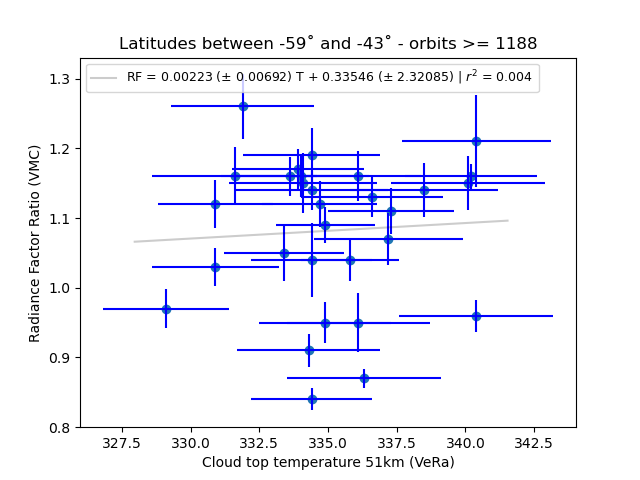 Latitudes between -59˚ and -43˚ - orbits >= 1188
RF = 0.00223 (± 0.00692) T + 0.33546 (± 2.32085) | r² = 0.004
1.3
1.2
1.1
1.0
0.9
0.8
Radiance Factor Ratio (VMC)
327.5 330.0 332.5 335.0 337.5 340.0 342.5
Cloud top temperature 51km (VeRa)